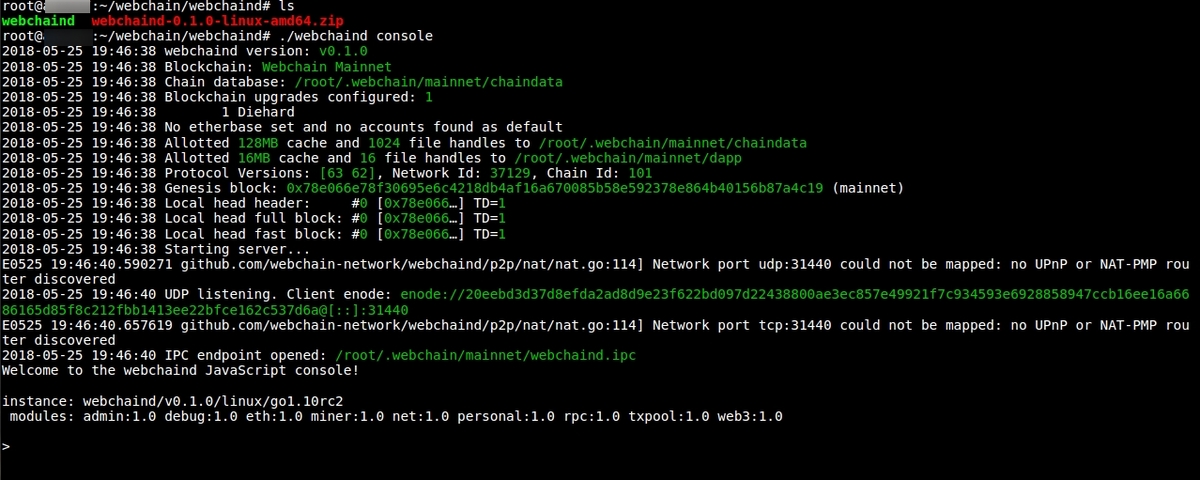 root@a :~/webchain/webchaind# ls
webchaind  webchaind-0.1.0-linux-amd64.zip
root@ :~/webchain/webchaind# ./webchaind console
2018-05-25 19:46:38 webchaind version: v0.1.0
2018-05-25 19:46:38 Blockchain: Webchain Mainnet
2018-05-25 19:46:38 Chain database: /root/.webchain/mainnet/chaindata
2018-05-25 19:46:38 Blockchain upgrades configured: 1
2018-05-25 19:46:38        1 Diehard
2018-05-25 19:46:38 No etherbase set and no accounts found as default
2018-05-25 19:46:38 Allotted 128MB cache and 1024 file handles to /root/.webchain/mainnet/chaindata
2018-05-25 19:46:38 Allotted 16MB cache and 16 file handles to /root/.webchain/mainnet/dapp
2018-05-25 19:46:38 Protocol Versions: [63 62], Network Id: 37129, Chain Id: 101
2018-05-25 19:46:38 Genesis block: 0x78e066e78f30695e6c4218db4af16a670085b58e592378e864b40156b87a4c19 (mainnet)
2018-05-25 19:46:38 Local head header:     #0 [0x78e066…] TD=1
2018-05-25 19:46:38 Local head full block: #0 [0x78e066…] TD=1
2018-05-25 19:46:38 Local head fast block: #0 [0x78e066…] TD=1
2018-05-25 19:46:38 Starting server...
E0525 19:46:40.590271 github.com/webchain-network/webchaind/p2p/nat/nat.go:114] Network port udp:31440 could not be mapped: no UPnP or NAT-PMP rou
ter discovered
2018-05-25 19:46:40 UDP listening. Client enode: enode://20eebd3d37d8efda2ad8d9e23f622bd097d22438800ae3ec857e49921f7c934593e6928858947ccb16ee16a66
86165d85f8c212fbb1413ee22bfce162c537d6a@[::]:31440
E0525 19:46:40.657619 github.com/webchain-network/webchaind/p2p/nat/nat.go:114] Network port tcp:31440 could not be mapped: no UPnP or NAT-PMP rou
ter discovered
2018-05-25 19:46:40 IPC endpoint opened: /root/.webchain/mainnet/webchaind.ipc
Welcome to the webchaind JavaScript console!
instance: webchaind/v0.1.0/linux/go1.10rc2
 modules: admin:1.0 debug:1.0 eth:1.0 miner:1.0 net:1.0 personal:1.0 rpc:1.0 txpool:1.0 web3:1.0
>